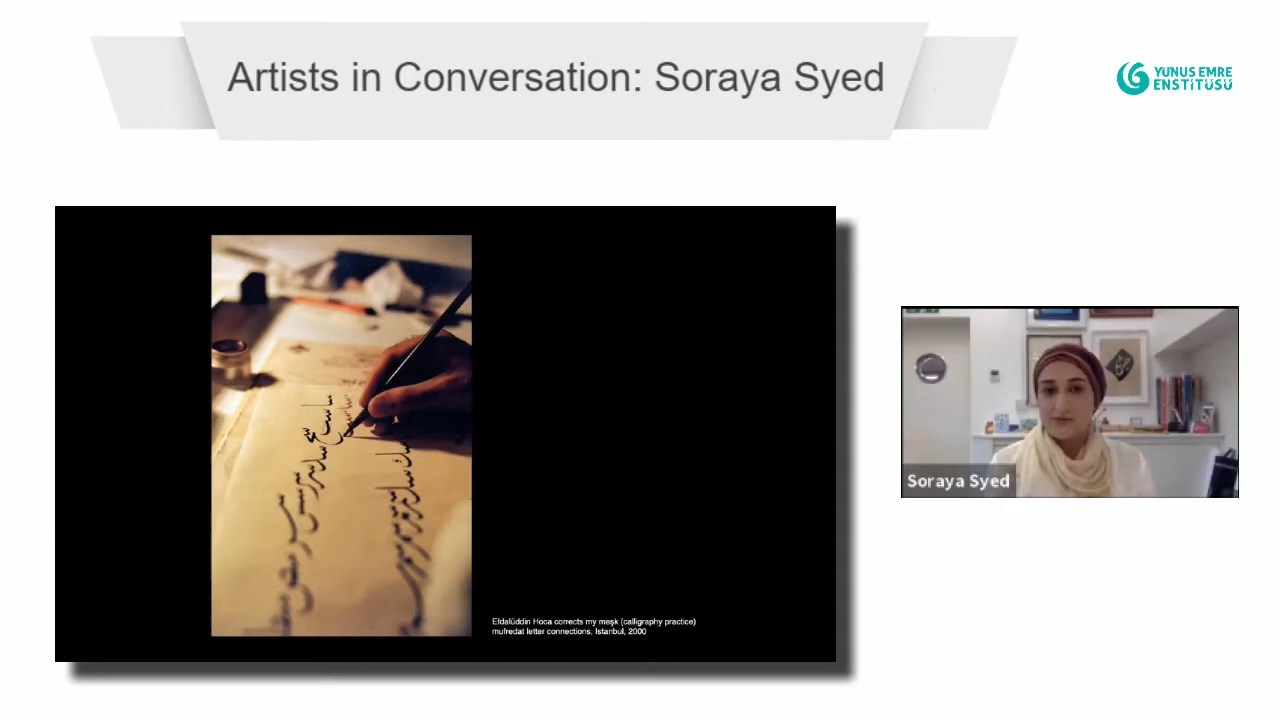 Artists in Conversation: Soraya Syed
YUNUS EMRE
ENSTİTÜSÜ
Efdalüddin Hoca corrects my meşk (calligraphy practice)
mufredat letter connections, Istanbul, 2000
Soraya Syed